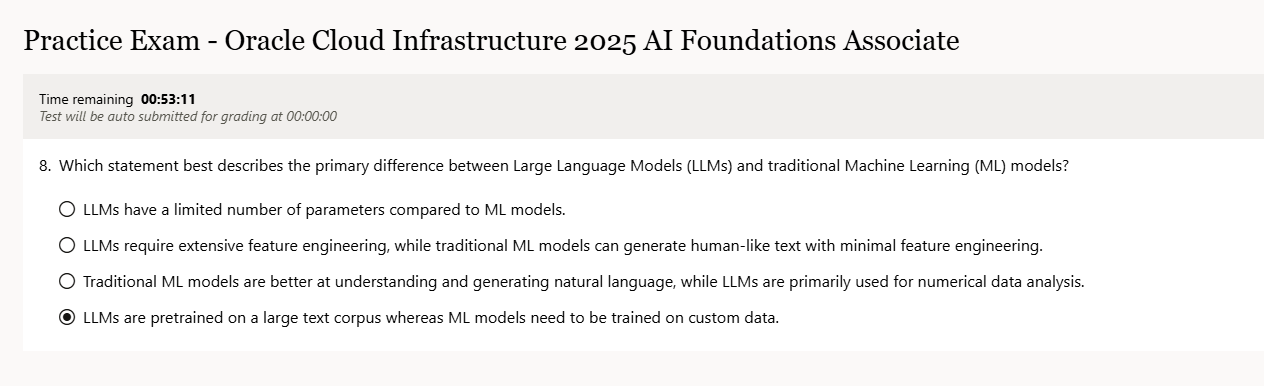 Practice Exam - Oracle Cloud Infrastructure 2025 AI Foundations Associate
Time remaining 00:53:11
Test will be auto submitted for grading at 00:00:00
8. Which statement best describes the primary difference between Large Language Models (LLMs) and traditional Machine Learning (ML) models?
LLMs have a limited number of parameters compared to ML models.
LLMs require extensive feature engineering, while traditional ML models can generate human-like text with minimal feature engineering.
Traditional ML models are better at understanding and generating natural language, while LLMs are primarily used for numerical data analysis.
LLMs are pretrained on a large text corpus whereas ML models need to be trained on custom data.